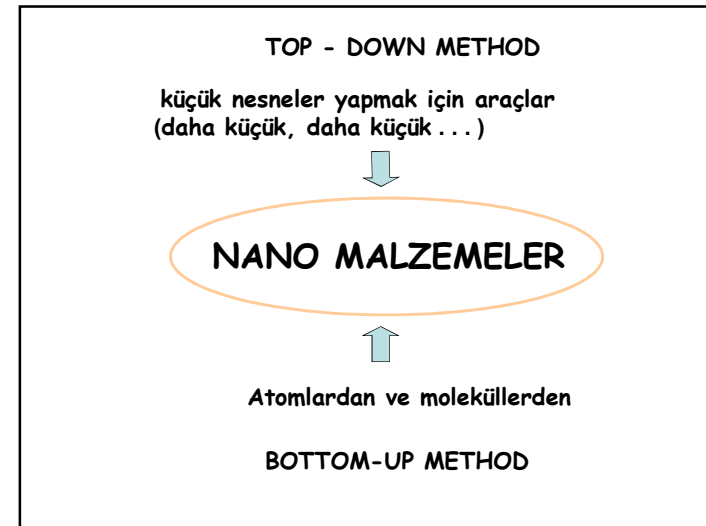 TOP - DOWN METHOD
küçük nesneler yapmak için araçlar
(daha küçük, daha küçük . . . )
NANO MALZEMELER
Atomlardan ve moleküllerden
BOTTOM-UP METHOD